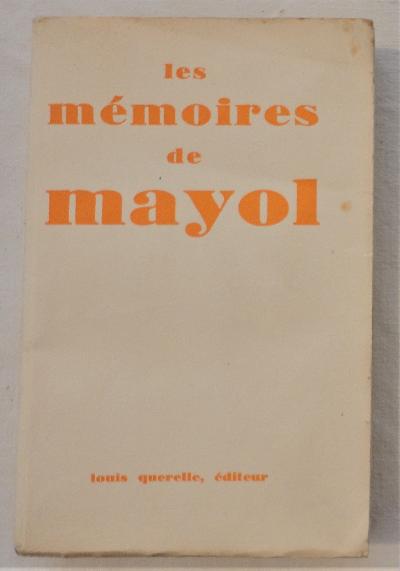 les
mémoires
de
mayol
louis querelle, éditeur